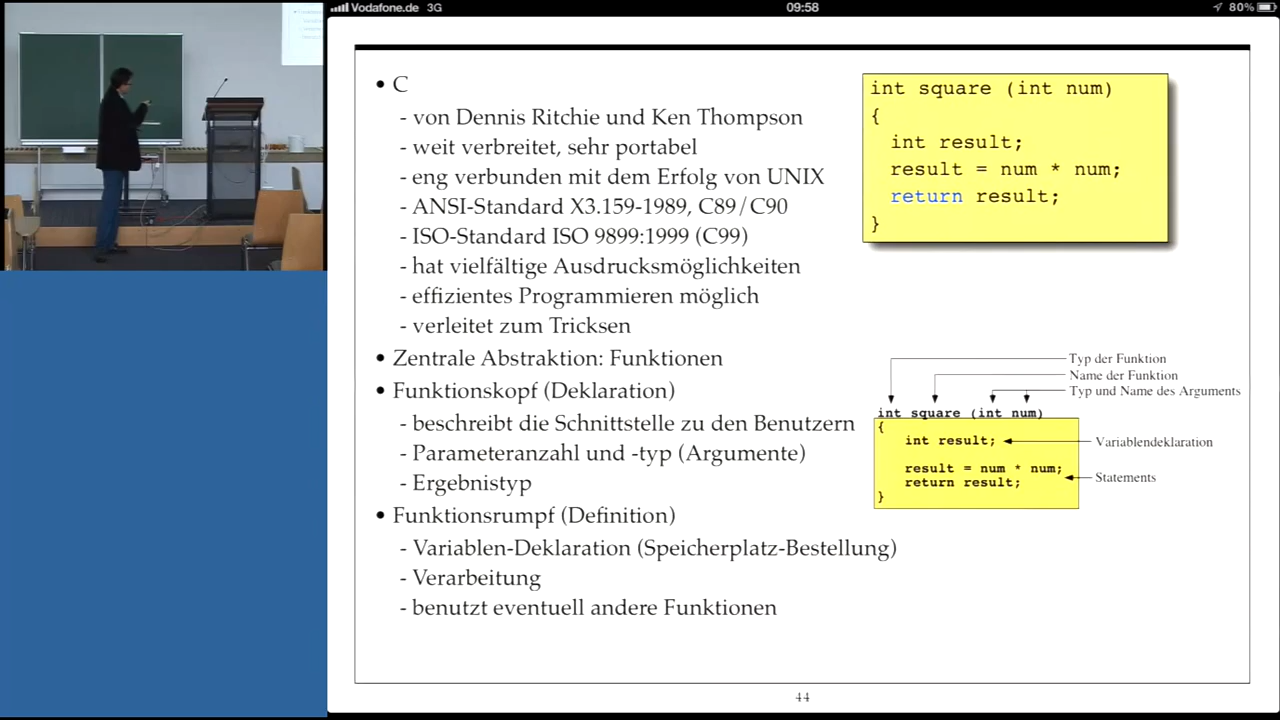 Vodafone.de 3G 09:58 80%
• C
- von Dennis Ritchie und Ken Thompson
- weit verbreitet, sehr portabel
- eng verbunden mit dem Erfolg von UNIX
- ANSI-Standard X3.159-1989, C89/C90
- ISO-Standard ISO 9899:1999 (C99)
- hat vielfältige Ausdrucksmöglichkeiten
- effizientes Programmieren möglich
- verleitet zum Tricksen
• Zentrale Abstraktion: Funktionen
• Funktionskopf (Deklaration)
- beschreibt die Schnittstelle zu den Benutzern
- Parameteranzahl und -typ (Argumente)
- Ergebnistyp
• Funktionsrumpf (Definition)
- Variablen-Deklaration (Speicherplatz-Bestellung)
- Verarbeitung
- benutzt eventuell andere Funktionen
int square (int num)
{
int result;
result = num * num;
return result;
}
Typ der Funktion
Name der Funktion
Typ und Name des Arguments
int square (int num)
{
int result;
Variablendeklaration
result = num * num;
return result;
Statements
}
44